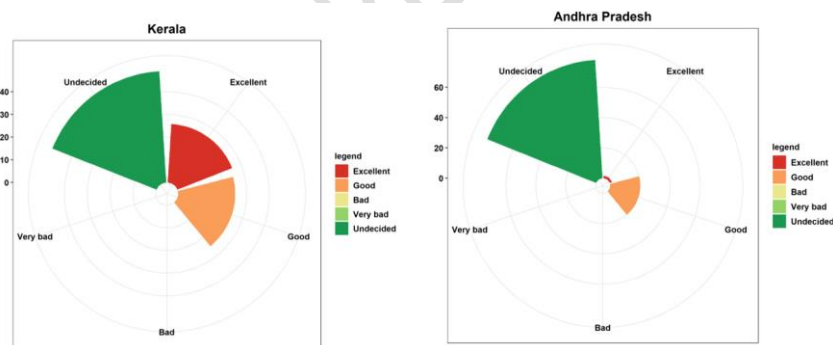 Kerala
Undecided
Excellent
40
30
20
10
0
Very bad
Good
Bad
legend
Excellent
Good
Bad
Very bad
Undecided
Andhra Pradesh
Undecided
Excellent
60
40
20
0
Very bad
Good
Bad
legend
Excellent
Good
Bad
Very bad
Undecided